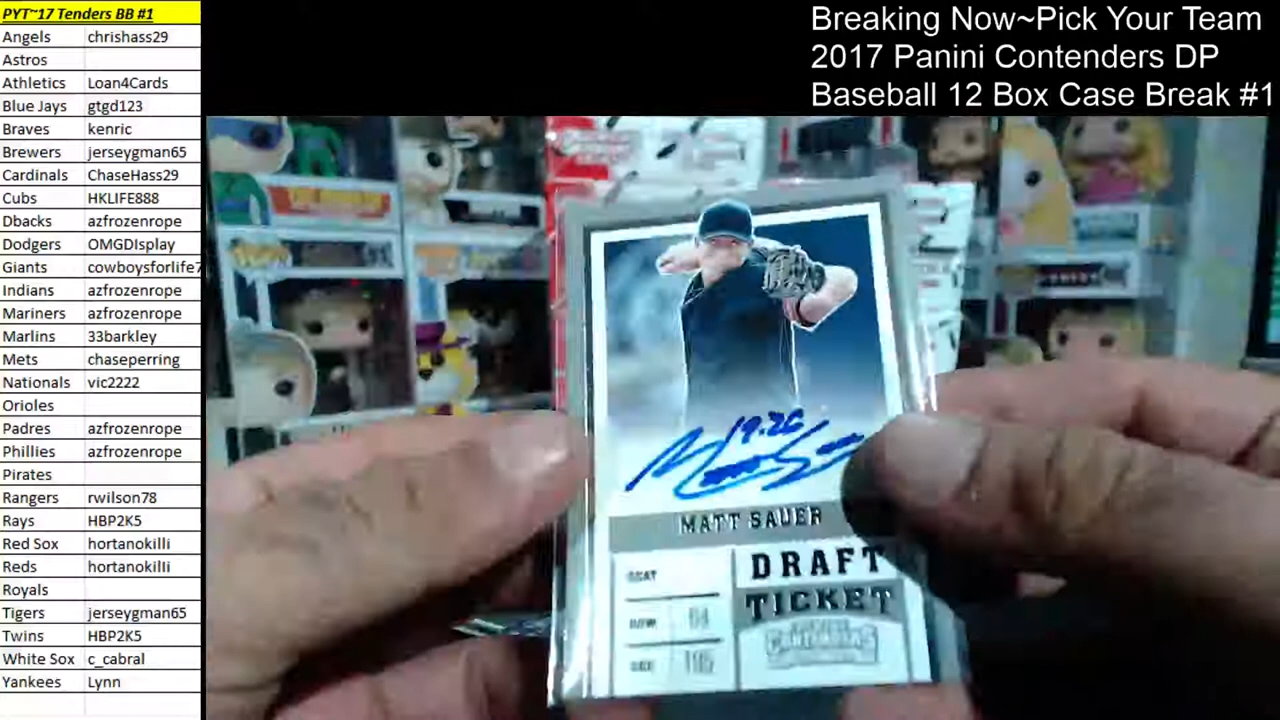 PYT~17 Tenders BB #1
Angels chrishass29
Astros
Athletics Loan4Cards
Blue Jays gtgd123
Braves kenric
Brewers jerseygman65
Cardinals ChaseHass29
Cubs HKLIFE888
Dbacks azfrozenrope
Dodgers OMGDIsplay
Giants cowboysforlife7
Indians azfrozenrope
Mariners azfrozenrope
Marlins 33barkley
Mets chaseperring
Nationals vic2222
Orioles
Padres azfrozenrope
Phillies azfrozenrope
Pirates
Rangers rwilson78
Rays HBP2K5
Red Sox hortanokilli
Reds hortanokilli
Royals
Tigers jerseygman65
Twins HBP2K5
White Sox c_cabral
Yankees Lynn
Breaking Now~Pick Your Team
2017 Panini Contenders DP
Baseball 12 Box Case Break #1
MATT SAUER
DRAFT
TICKET
CONTENDERS